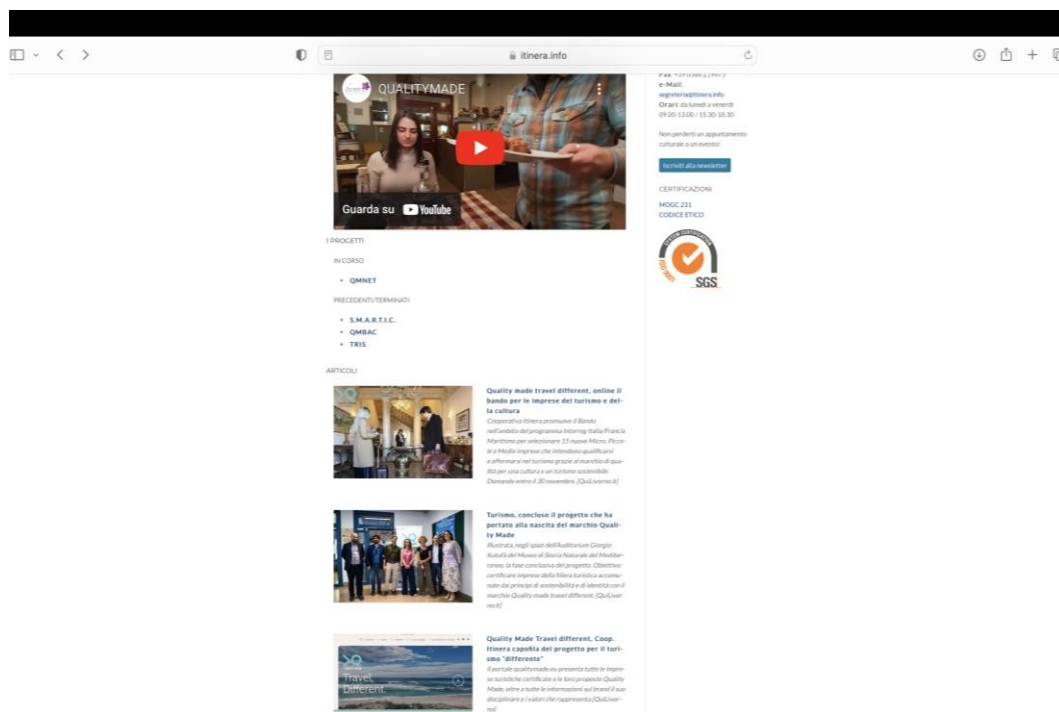 itinera.info
QUALITYMADE
Guarda su YouTube
I PROGETTI
IN CORSO
• QMNET
PRECEDENTI/TERMINATI
• S.M.A.R.T.I.C.
• QMBAC
• TRIS
ARTICOLI
Quality made travel different, online il
bando per le imprese del turismo e del-
la cultura
Cooperativa Itinera promuove il Bando
nell'ambito del programma Interreg Italia/Francia
Marittimo per selezionare 15 nuove Micro, Picco-
le e Medie imprese che intendono qualificarsi
e affermarsi nel turismo grazie al marchio di qua-
lità per una cultura e un turismo sostenibile.
Domande entro il 30 novembre. [QuiLivorno.it]
Turismo, concluso il progetto che ha
portato alla nascita del marchio Quali-
ty Made
Illustrata, negli spazi dell'Auditorium Giorgio
Kutufà del Museo di Storia Naturale del Mediter-
raneo, la fase conclusiva del progetto. Obiettivo:
certificare imprese della filiera turistica accomu-
nate dai principi di sostenibilità e di identità con il
marchio Quality made travel different. [QuiLivor
no.it]
Travel,
Different.
Quality Made Travel different, Coop.
Itinera capofila del progetto per il turi-
smo "differente"
Il portale qualitymade.eu presenta tutte le impre-
se turistiche certificate e le loro proposte Quality
Made, oltre a tutte le informazioni sul brand il suo
disciplinare e i valori che rappresenta [QuiLivor-
no]
e-Mail:
segreteria@itinera.info
Orari: da lunedì a venerdì
09.00-13.00 / 15.30-18.30
Non perderti un appuntamento
culturale o un evento!
Iscriviti alla newsletter
CERTIFICAZIONI
MOGC 231
CODICE ETICO
SYSTEM CERTIFICATION
ISO 9001
SGS